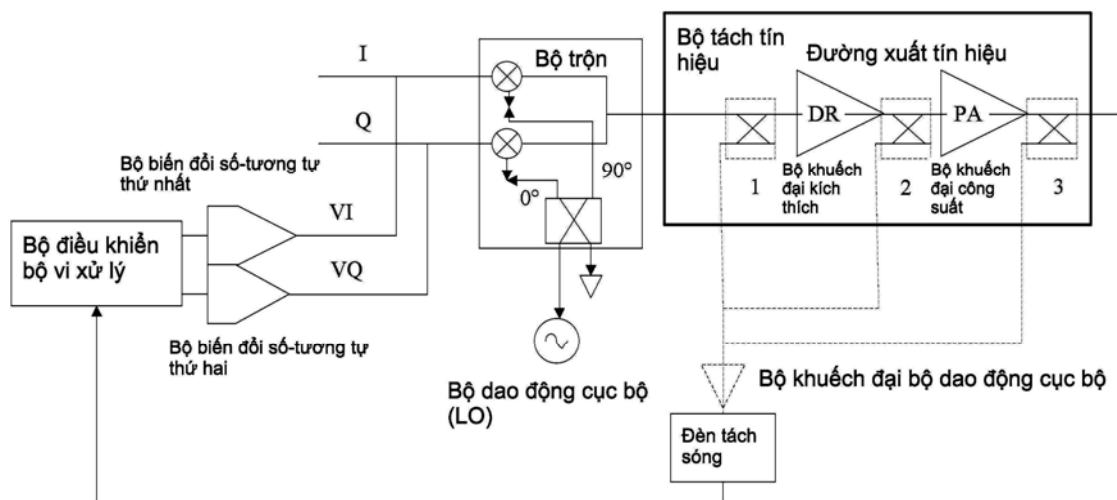 I
Q
Bộ trộn
Bộ tách tín
hiệu
Đường xuất tín hiệu
DR
PA
1
Bộ khuếch
đại kích
thích
2
Bộ khuếch
đại công
suất
3
90°
0°
Bộ biến đổi số-tương tự
thứ nhất
VI
VQ
Bộ điều khiển
bộ vi xử lý
Bộ biến đổi số-tương tự
thứ hai
Bộ dao động cục bộ
(LO)
Bộ khuếch đại bộ dao động cục bộ
Đèn tách
sóng